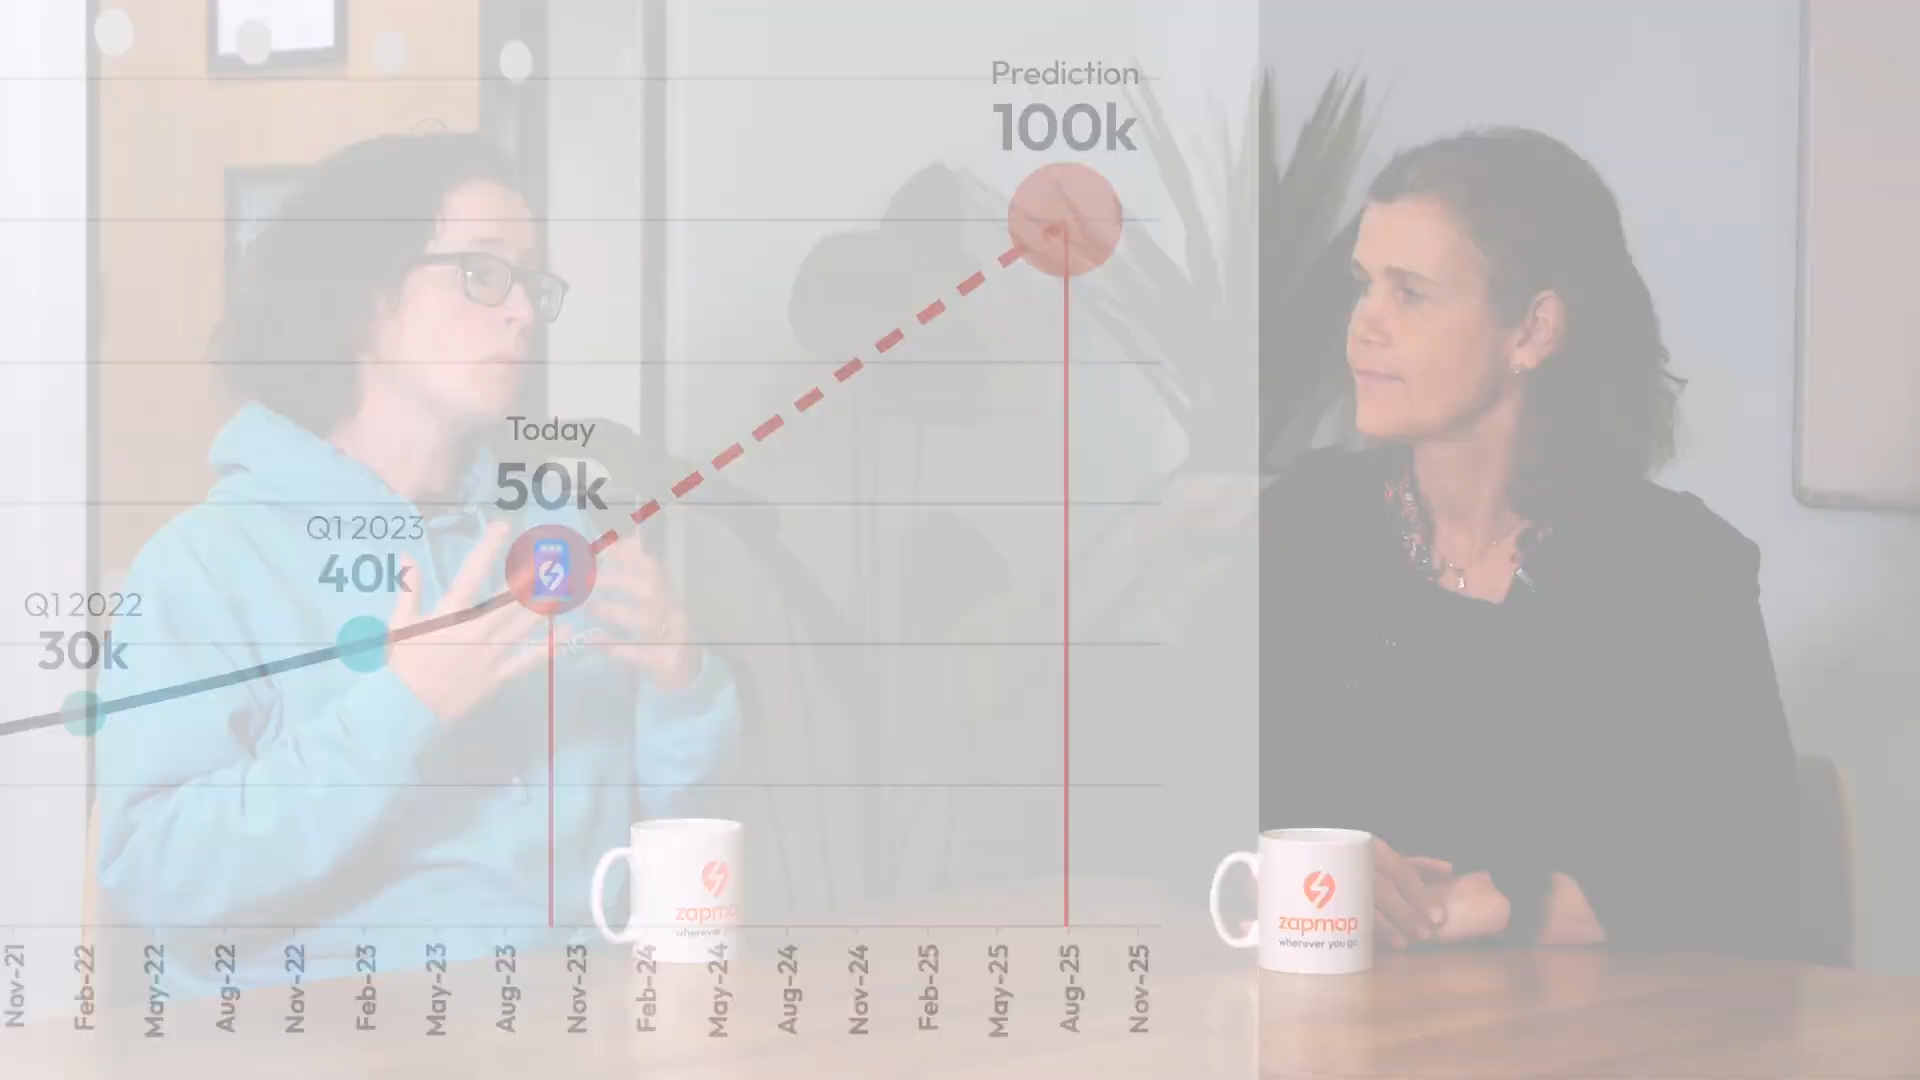 Prediction
100k
Today
50k
Q1 2023
40k
Q1 2022
30k
zapmap
wherever you go
Nov-21
Feb-22
May-22
Aug-22
Nov-22
Feb-23
May-23
Aug-23
Nov-23
Feb-24
May-24
Aug-24
Nov-24
Feb-25
May-25
Aug-25
Nov-25